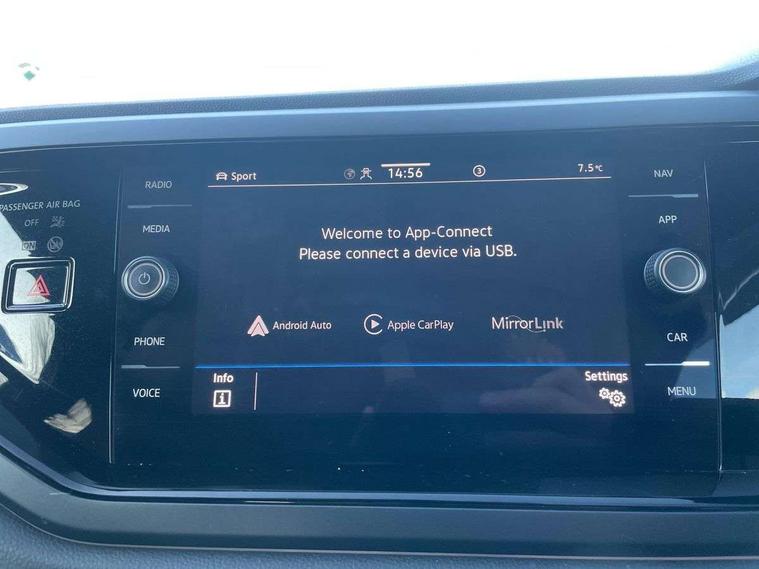 Sport
14:56
3
7.5°C
RADIO
NAV
PASSENGER AIR BAG
OFF
ON
MEDIA
APP
Welcome to App-Connect
Please connect a device via USB.
Android Auto
Apple CarPlay
MirrorLink
PHONE
CAR
Info
Settings
VOICE
MENU